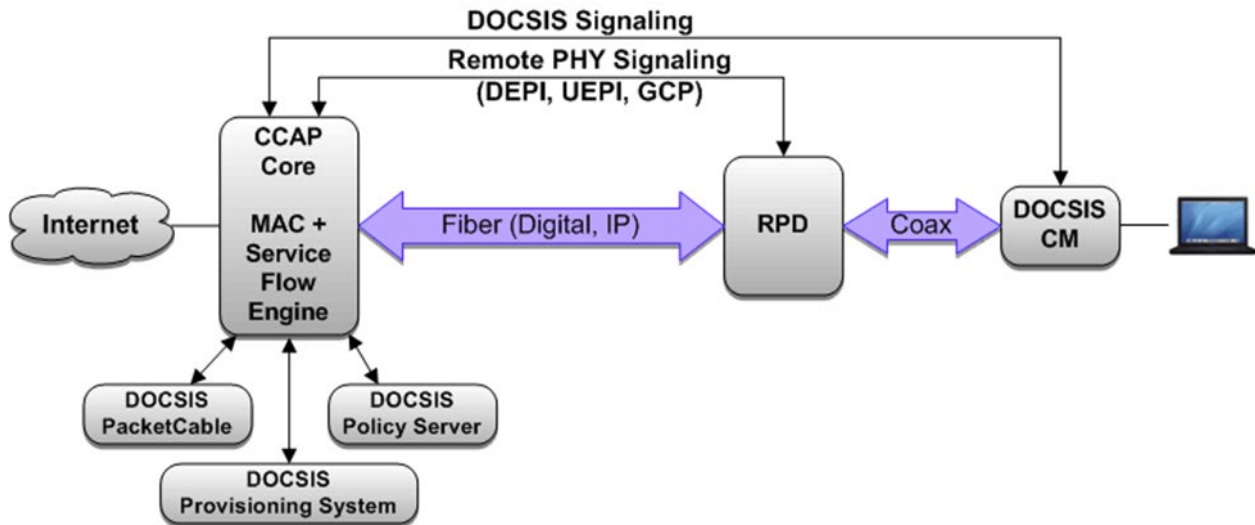 DOCSIS Signaling
Remote PHY Signaling
(DEPI, UEPI, GCP)
Internet
CCAP
Core
MAC +
Service
Flow
Engine
Fiber (Digital, IP)
RPD
Coax
DOCSIS
CM
DOCSIS
PacketCable
DOCSIS
Policy Server
DOCSIS
Provisioning System